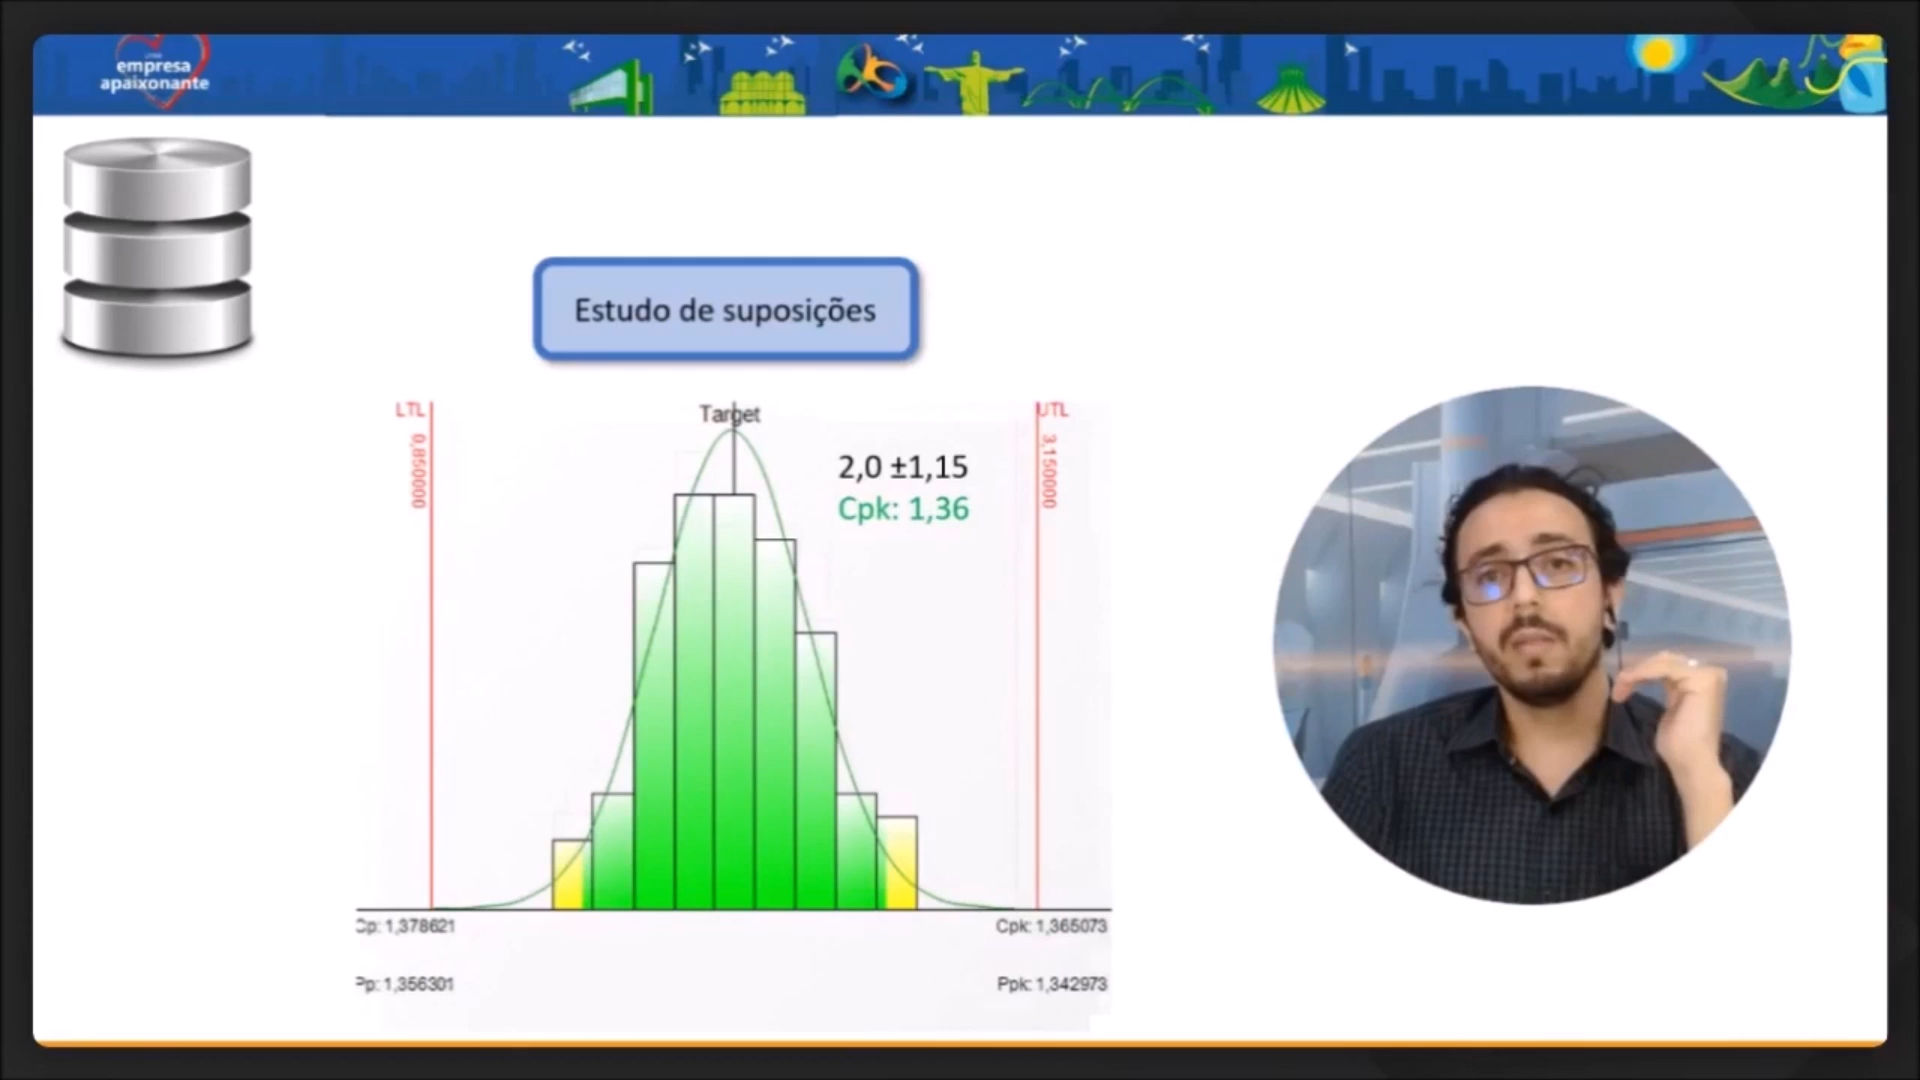 empresa
apaixonante
Estudo de suposições
LTL
0,850000
Target
UTL
3,150000
2,0 ±1,15
Cpk: 1,36
Cp: 1,378621
Cpk: 1,365073
Pp: 1,356301
Ppk: 1,342973